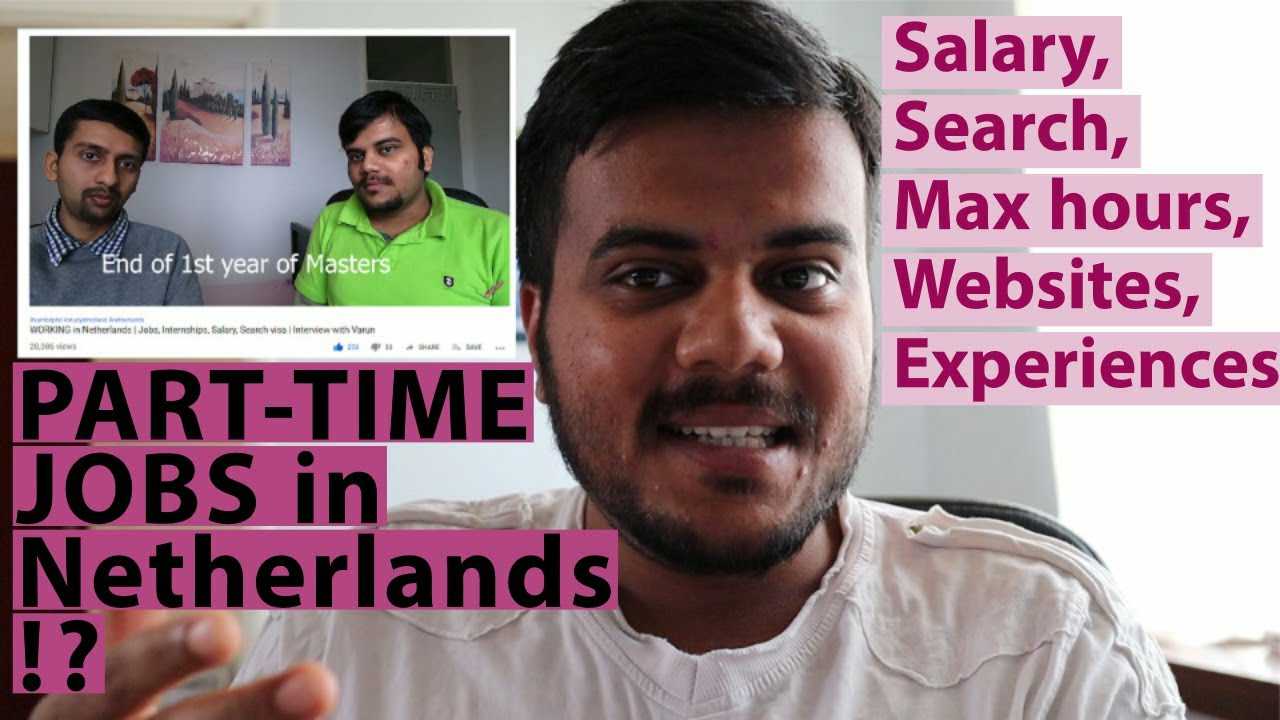 End of 1st year of Masters
WORKING in Netherlands | Jobs, Internships, Salary, Search visa | Interview with Varun
views
SHARE
SAVE
PART-TIME
JOBS in
Netherlands
!?
Salary,
Search,
Max hours,
Websites,
Experiences